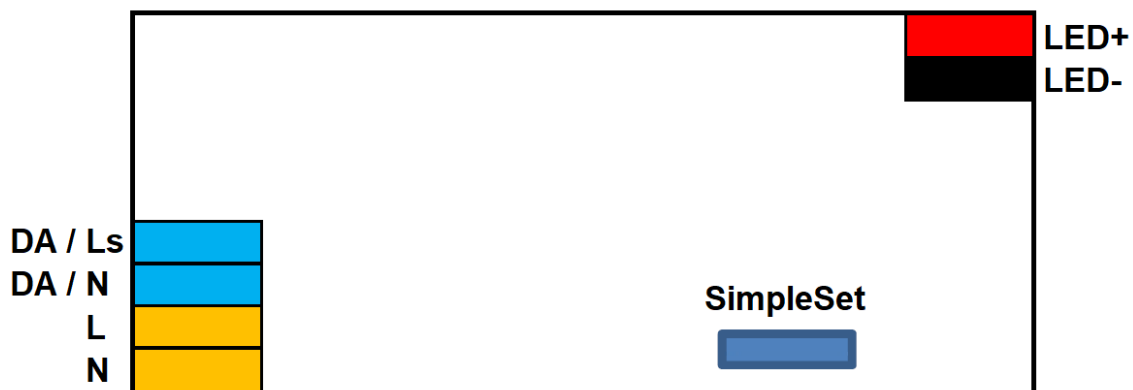 LED+
LED-
DA / Ls
DA / N
L
N
SimpleSet